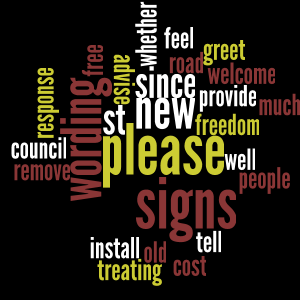 whether
feel
greet
free
road
welcome
advise
since
response
wording
new
provide
much
st
freedom
council
please
well
remove
people
signs
tell
install
old
treating
cost